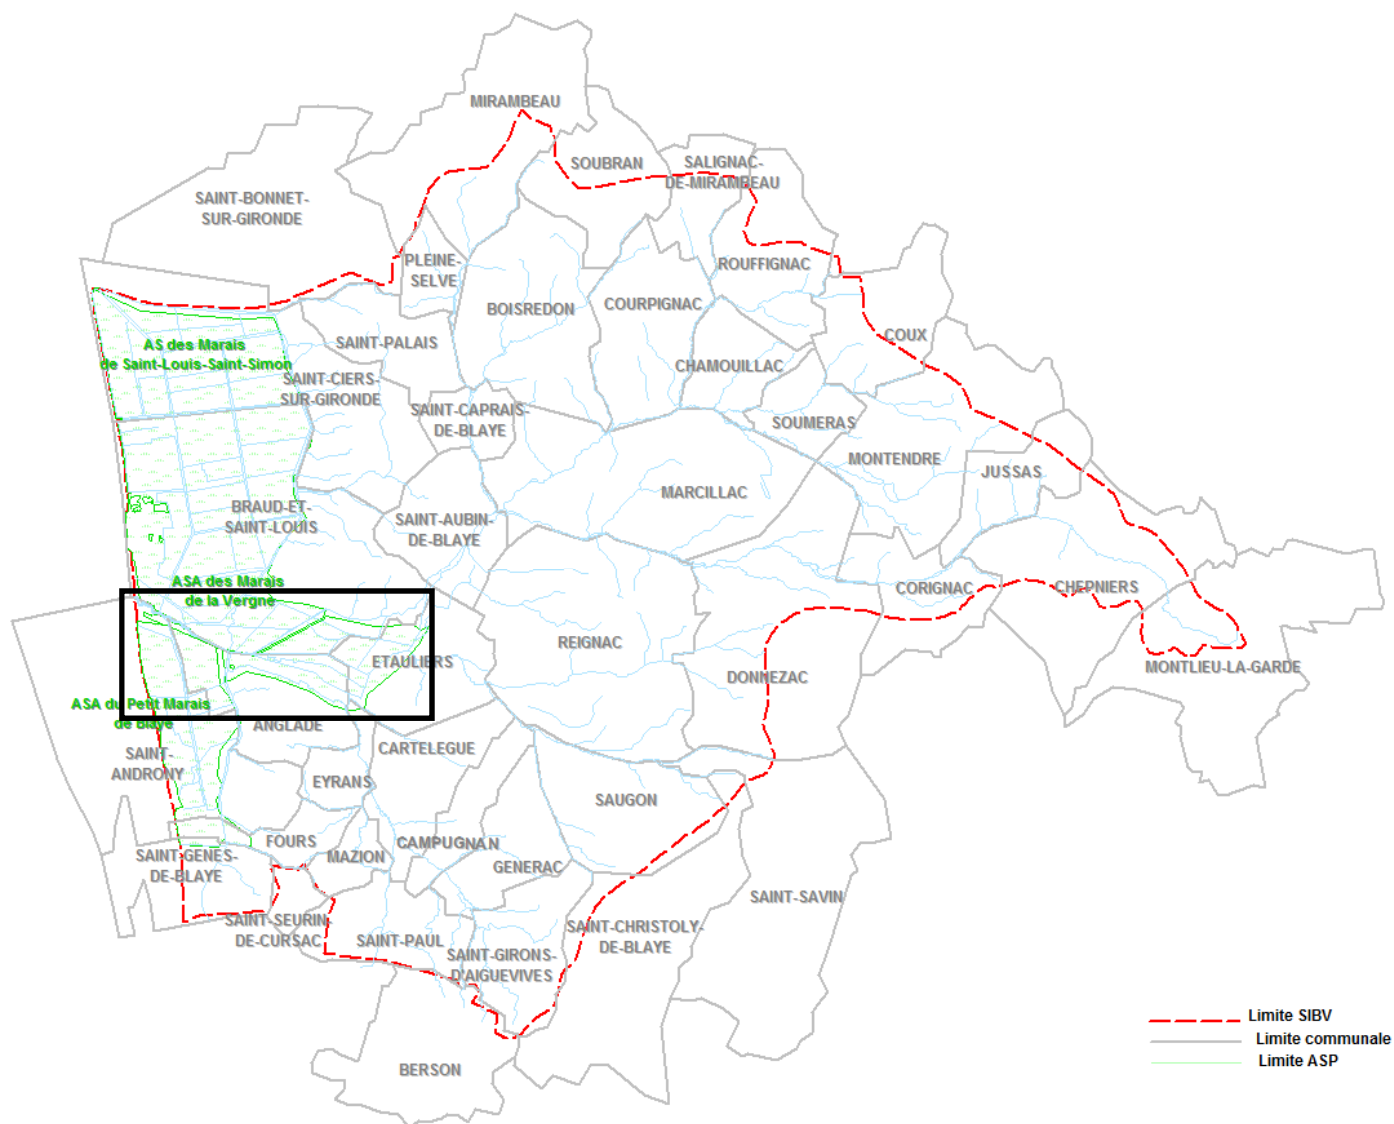 MIRAMBEAU
SOUBRAN
SALIGNAC-
DE-MIRAMBEAU
SAINT-BONNET-
SUR-GIRONDE
PLEINE-
SELVE
ROUFFIGNAC
BOISREDON
COURPIGNAC
COUX
SAINT-PALAIS
AS des Marais
de Saint-Louis-Saint-Simon
CHAMOUILLAC
SAINT-CIERS-
SUR-GIRONDE
SAINT-CAPRAIS-
DE-BLAYE
SOUMERAS
MONTENDRE
JUSSAS
MARCILLAC
BRAUD-ET-
SAINT-LOUIS
SAINT-AUBIN-
DE-BLAYE
ASA des Marais
de la Vergne
CORIGNAC
CHEPNIERS
REIGNAC
ETAULIERS
DONNEZAC
MONTLIEU-LA-GARDE
ASA du Petit Marais
de Blaye
ANGLADE
CARTELEGUE
SAINT-
ANDRONY
EYRANS
SAUGON
FOURS
CAMPUGNAN
MAZION
GENERAC
SAINT-GENES-
DE-BLAYE
SAINT-SAVIN
SAINT-SEURIN-
DE-CURSAC
SAINT-PAUL
SAINT-CHRISTOLY-
DE-BLAYE
SAINT-GIRONS-
D'AIGUEVIVES
BERSON
Limite SIBV
Limite communale
Limite ASP